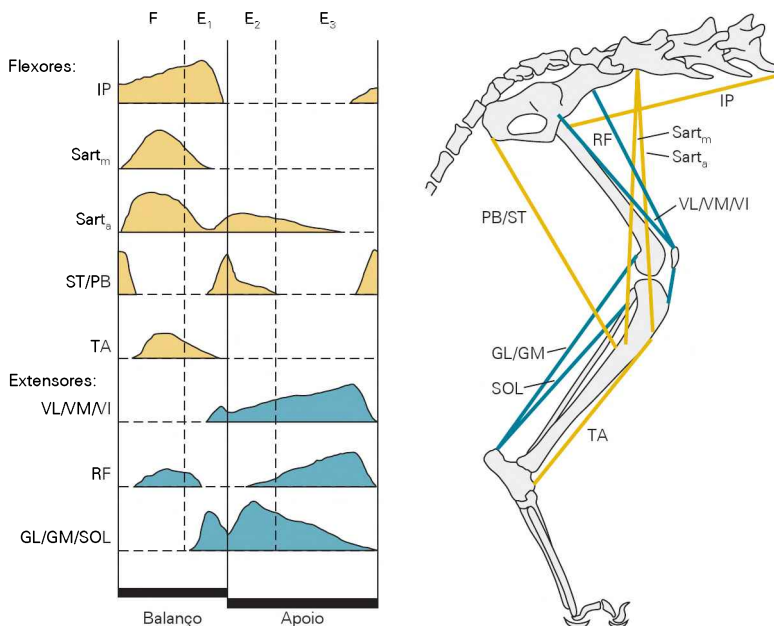 F E₁ E₂ E₃
Flexores:
IP
Sartₘ
Sartₐ
ST/PB
TA
Extensores:
VL/VM/VI
RF
GL/GM/SOL
Balanço Apoio
IP
RF
Sartₘ
Sartₐ
VL/VM/VI
PB/ST
GL/GM
SOL
TA